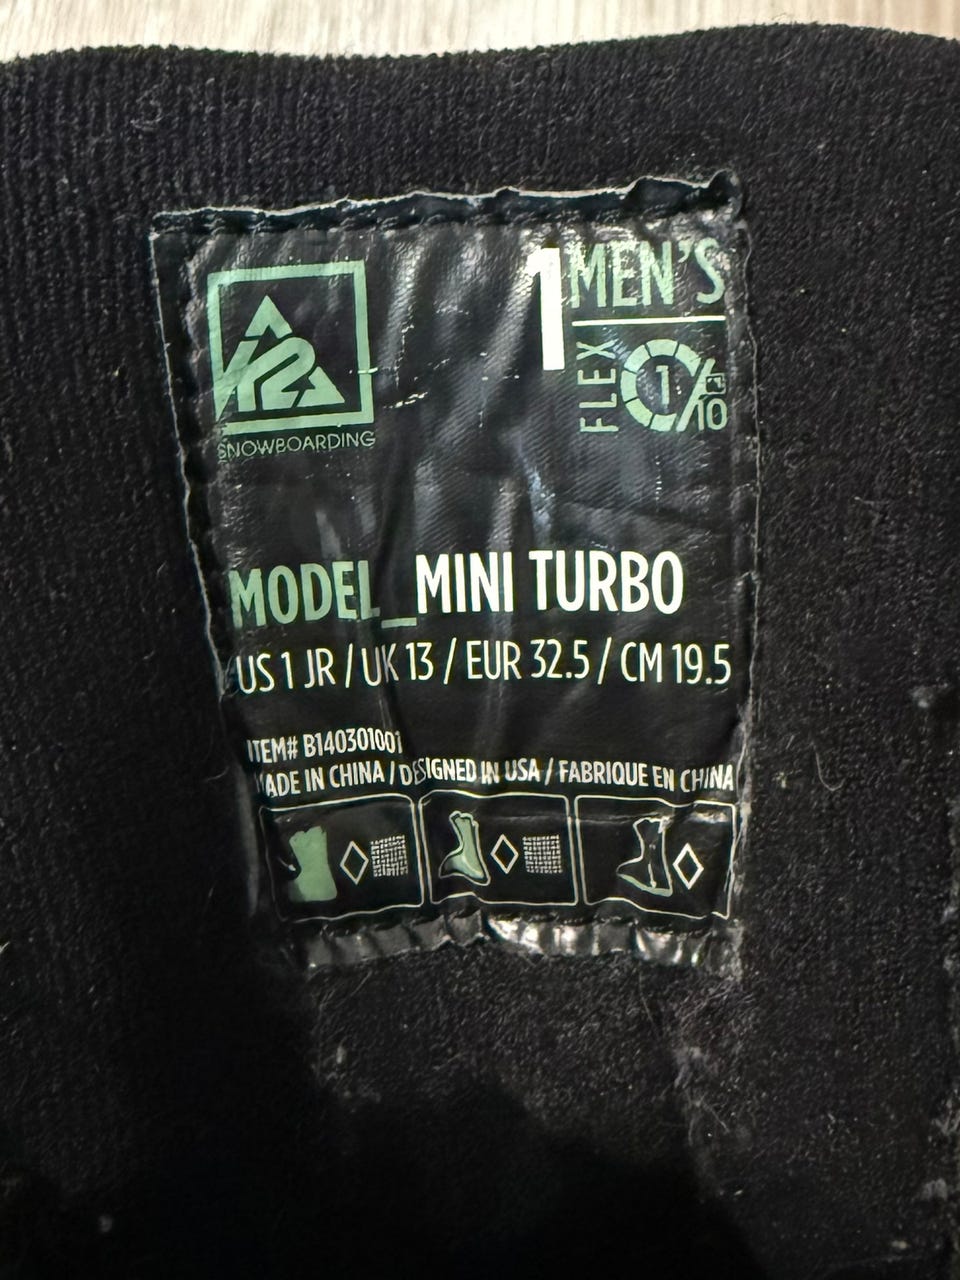 K2
SNOWBOARDING
1 MEN'S
FLEX 1/10
MODEL_MINI TURBO
US 1 JR / UK 13 / EUR 32.5 / CM 19.5
ITEM# B140301001
MADE IN CHINA / DESIGNED IN USA / FABRIQUE EN CHINA